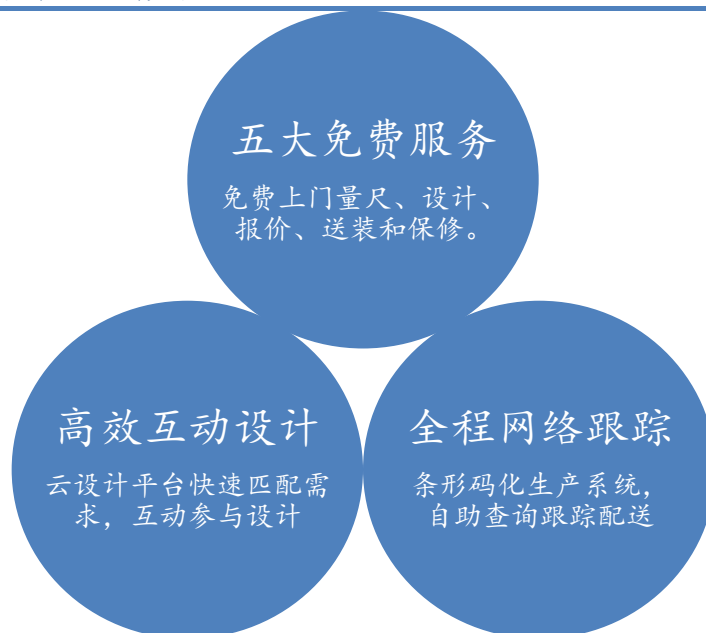 五大免费服务
免费上门量尺、设计、
报价、送装和保修。
高效互动设计
云设计平台快速匹配需
求，互动参与设计
全程网络跟踪
条形码化生产系统，
自助查询跟踪配送